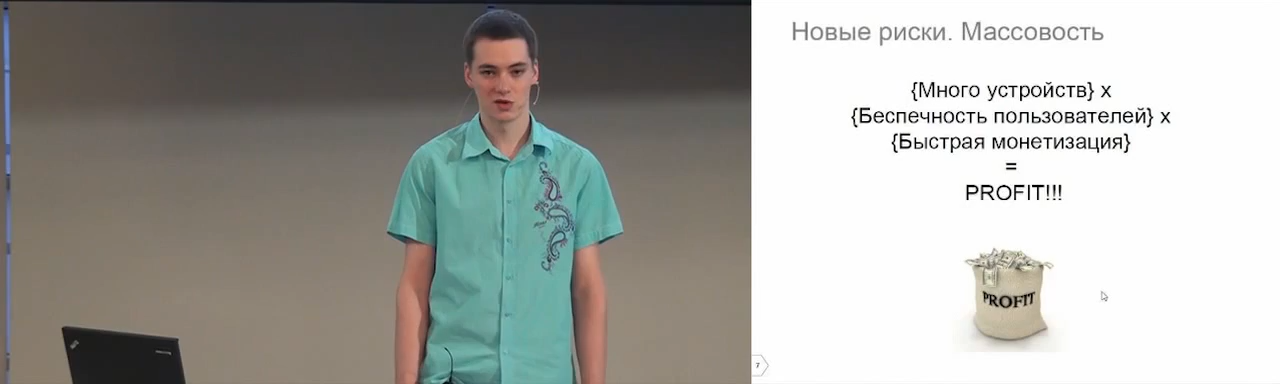 Новые риски. Массовость
{Много устройств} x
{Беспечность пользователей} x
{Быстрая монетизация}
=
PROFIT!!!
PROFIT
7